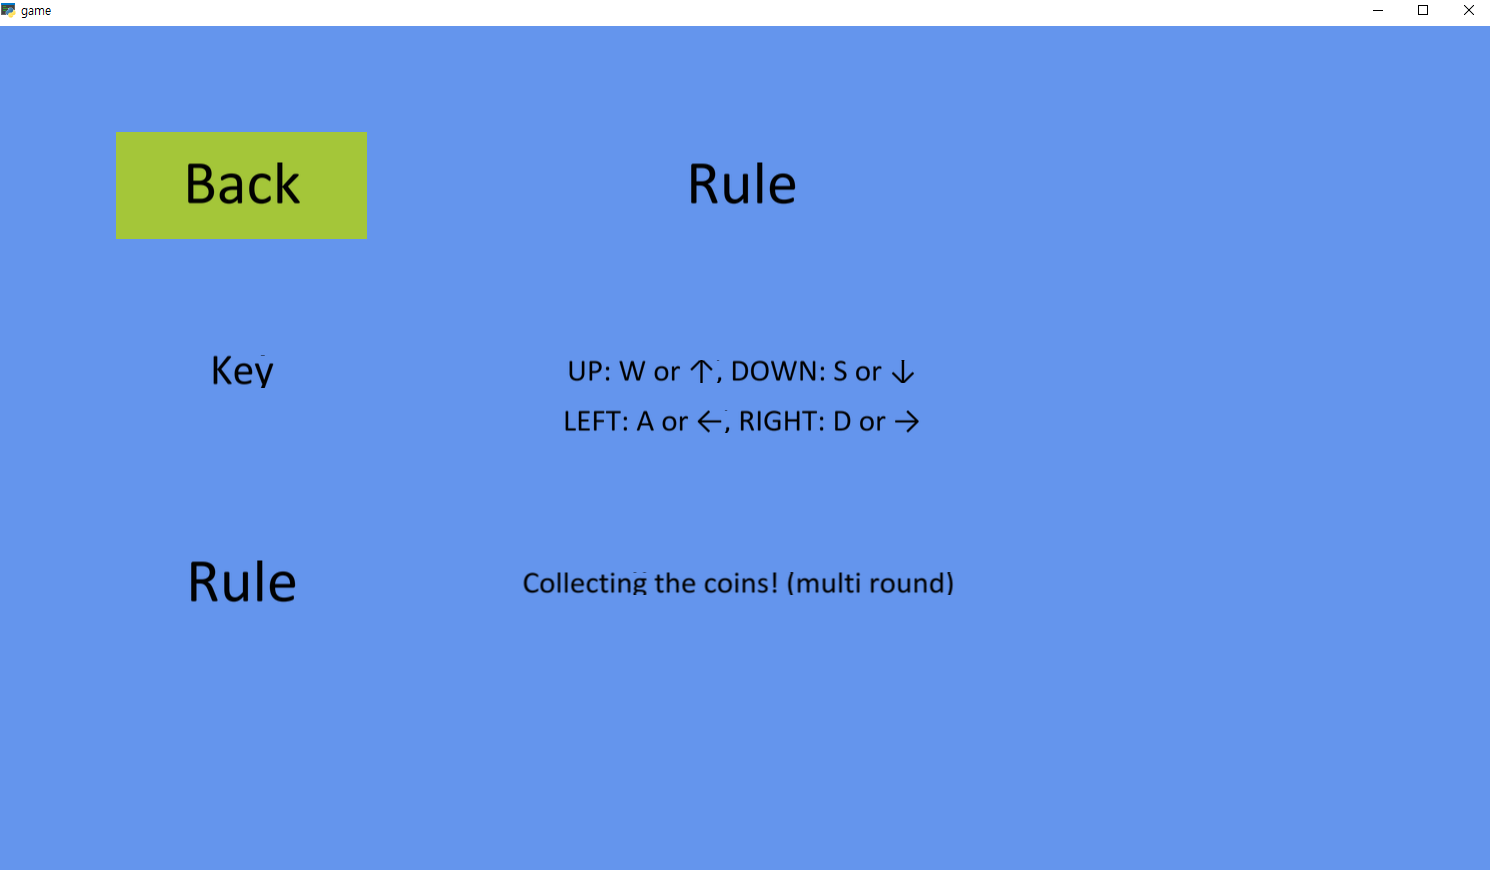 game
Back
Rule
Key
UP: W or ↑, DOWN: S or ↓
LEFT: A or ←, RIGHT: D or →
Rule
Collecting the coins! (multi round)